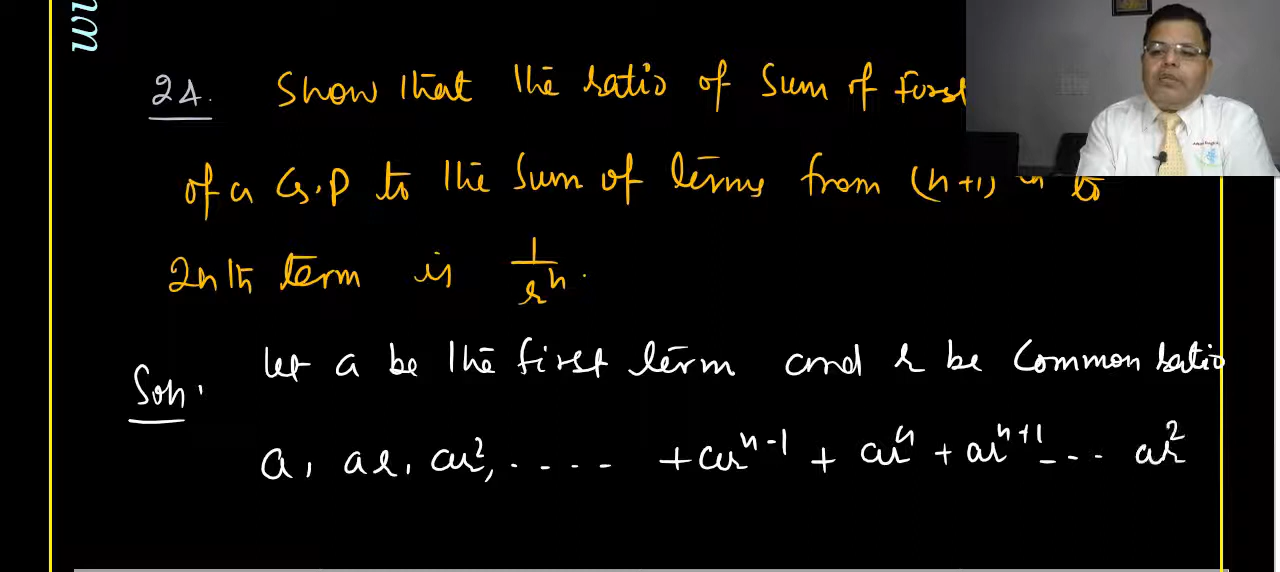 24. Show that the ratio of Sum of First
of a G.P to the Sum of terms from (n+1) to
2nth term is 1/r^n.
Soln. Let a be the first term and r be Common ratio
a, ar, ar², ..... + ar^(n-1) + ar^n + ar^(n+1) --.. ar²